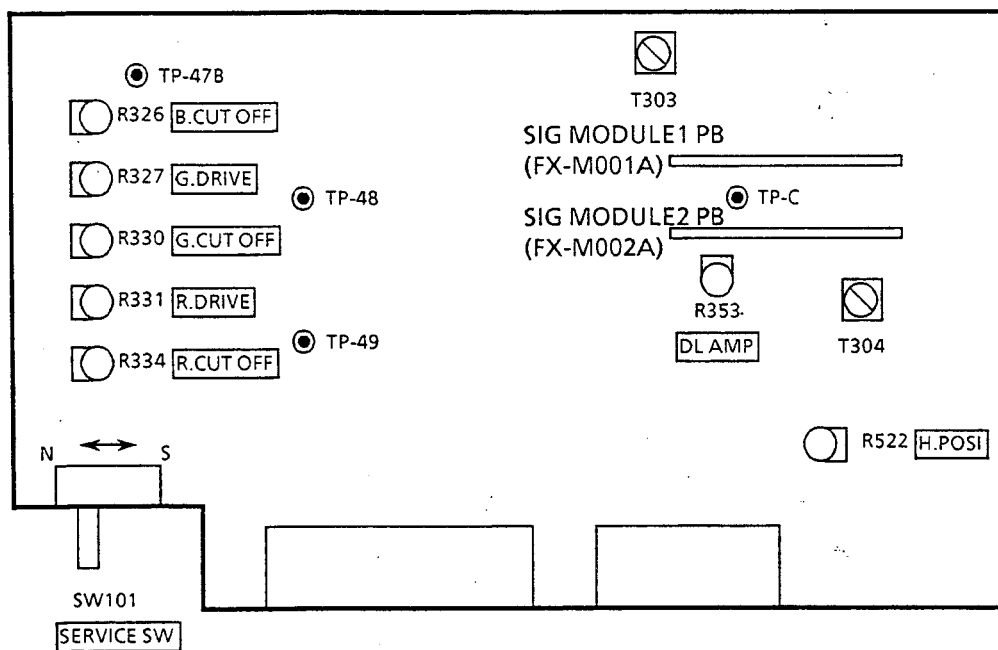 TP-47B
R326 B.CUT OFF
R327 G.DRIVE
TP-48
R330 G.CUT OFF
R331 R.DRIVE
TP-49
R334 R.CUT OFF
N S
SW101
SERVICE SW
T303
SIG MODULE1 PB
(FX-M001A)
TP-C
SIG MODULE2 PB
(FX-M002A)
R353
DL AMP
T304
R522 H.POSI